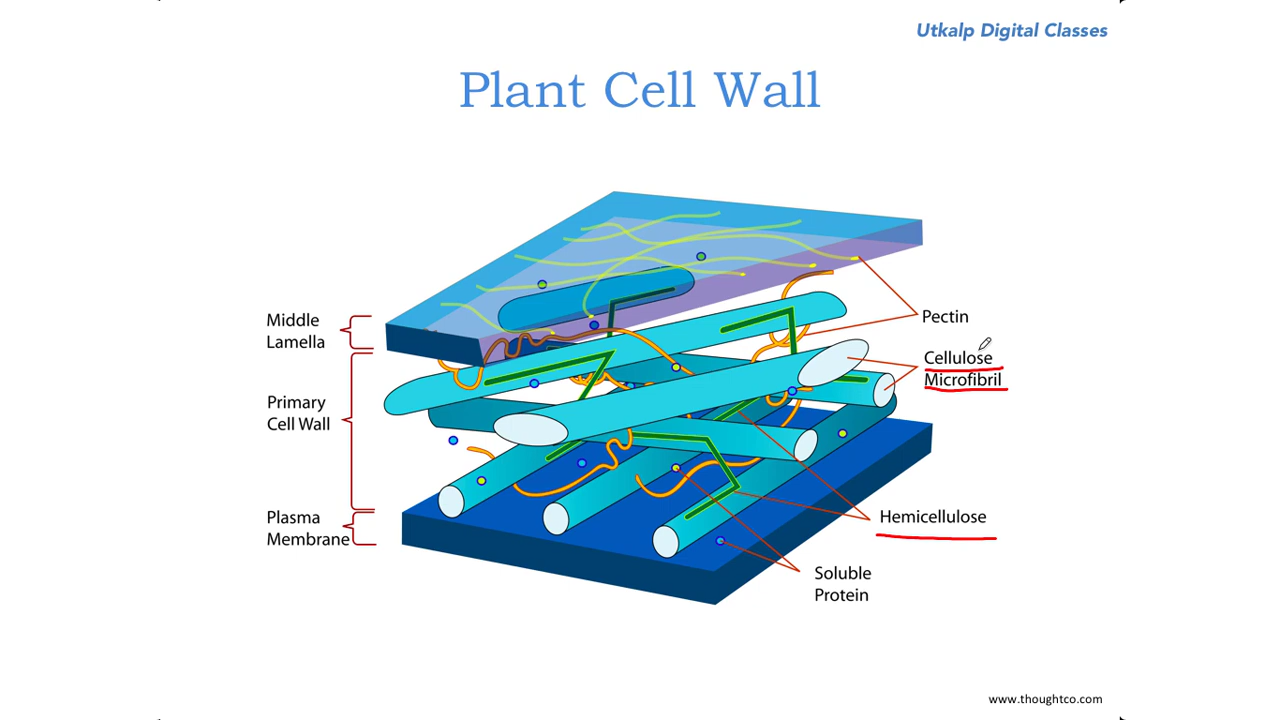 Utkalp Digital Classes
Plant Cell Wall
Middle
Lamella
Pectin
Cellulose
Microfibril
Primary
Cell Wall
Plasma
Membrane
Hemicellulose
Soluble
Protein
www.thoughtco.com